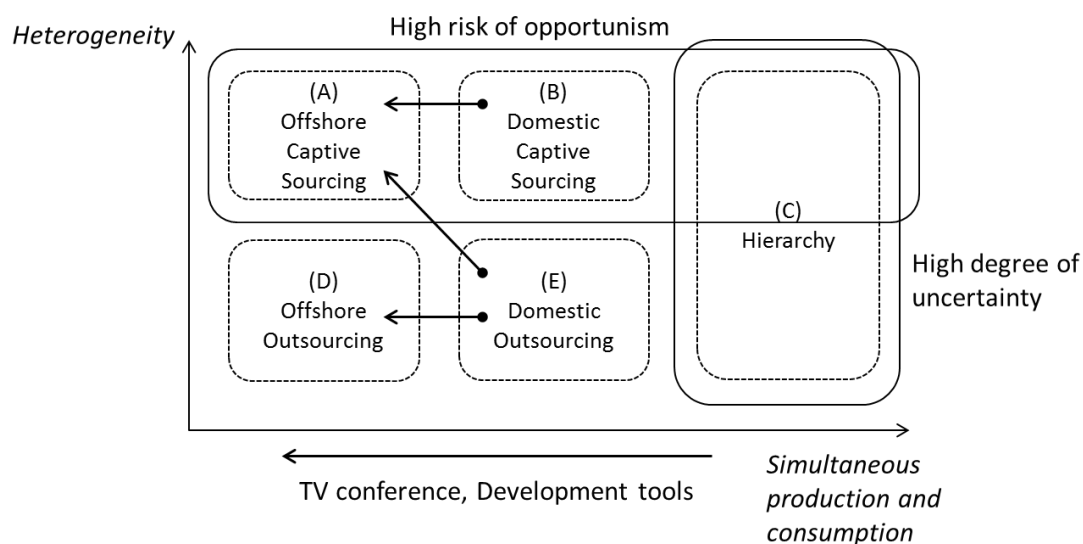 High risk of opportunism
Heterogeneity
(A)
Offshore
Captive
Sourcing
(B)
Domestic
Captive
Sourcing
(C)
Hierarchy
(D)
Offshore
Outsourcing
(E)
Domestic
Outsourcing
High degree of
uncertainty
TV conference, Development tools
Simultaneous
production and
consumption